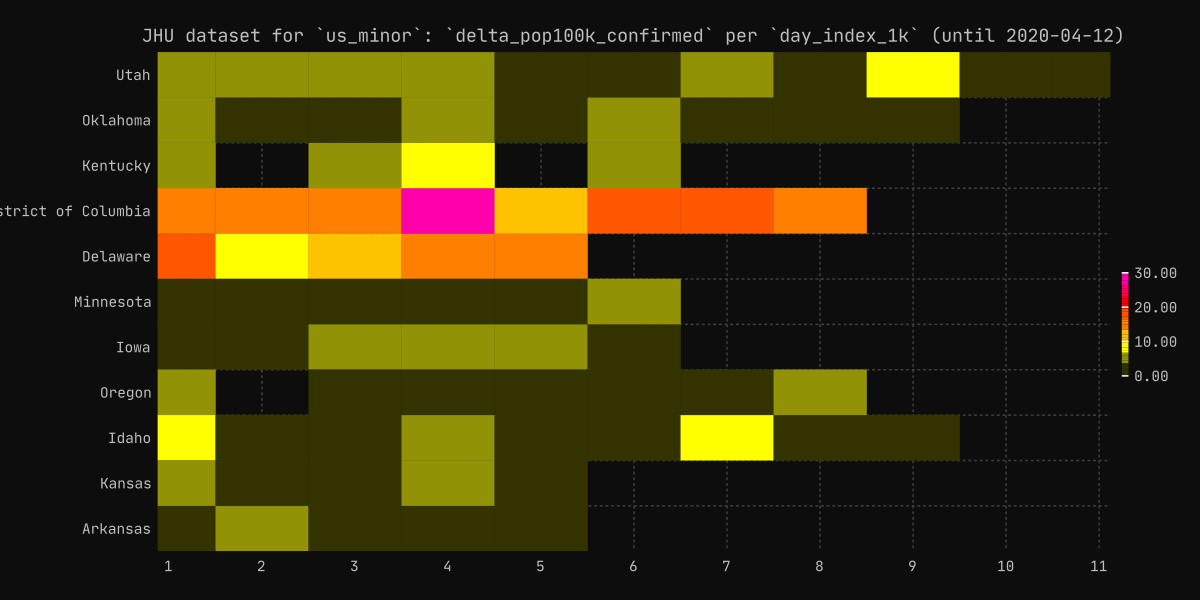 JHU dataset for `us_minor`: `delta_pop100k_confirmed` per `day_index_1k` (until 2020-04-12)
Utah
Oklahoma
Kentucky
strict of Columbia
Delaware
Minnesota
Iowa
Oregon
Idaho
Kansas
Arkansas
1 2 3 4 5 6 7 8 9 10 11
30.00
20.00
10.00
0.00